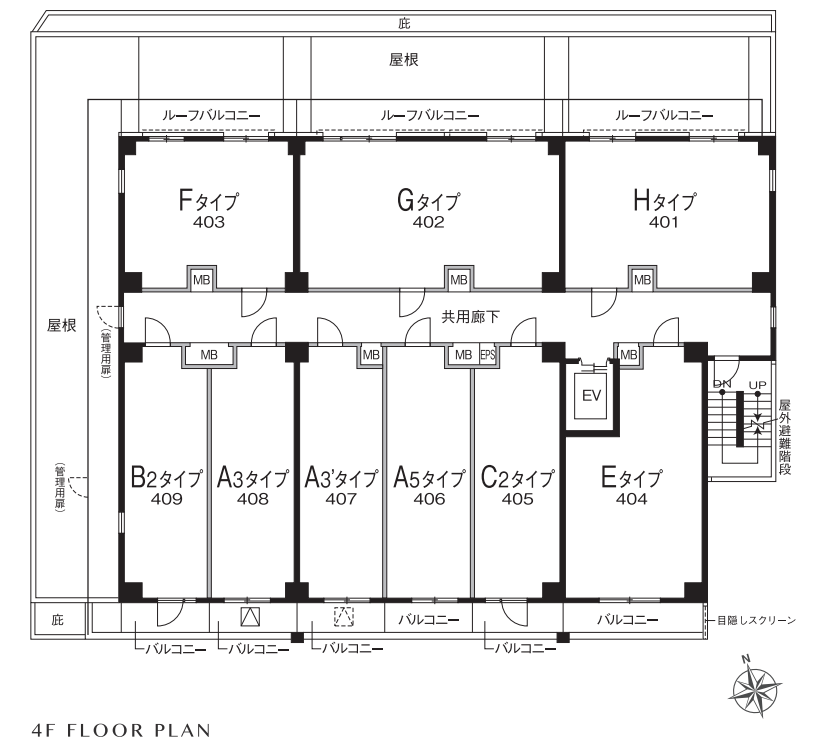 庇
屋根
ルーフバルコニー
ルーフバルコニー
ルーフバルコニー
Fタイプ
403
Gタイプ
402
Hタイプ
401
MB
MB
MB
共用廊下
屋根
(管理用扉)
MB
MB
MB
EPS
MB
EV
DN
UP
屋外避難階段
(管理用扉)
B2タイプ
409
A3タイプ
408
A3'タイプ
407
A5タイプ
406
C2タイプ
405
Eタイプ
404
庇
バルコニー
バルコニー
目隠しスクリーン
バルコニー
バルコニー
バルコニー
バルコニー
N
4F FLOOR PLAN